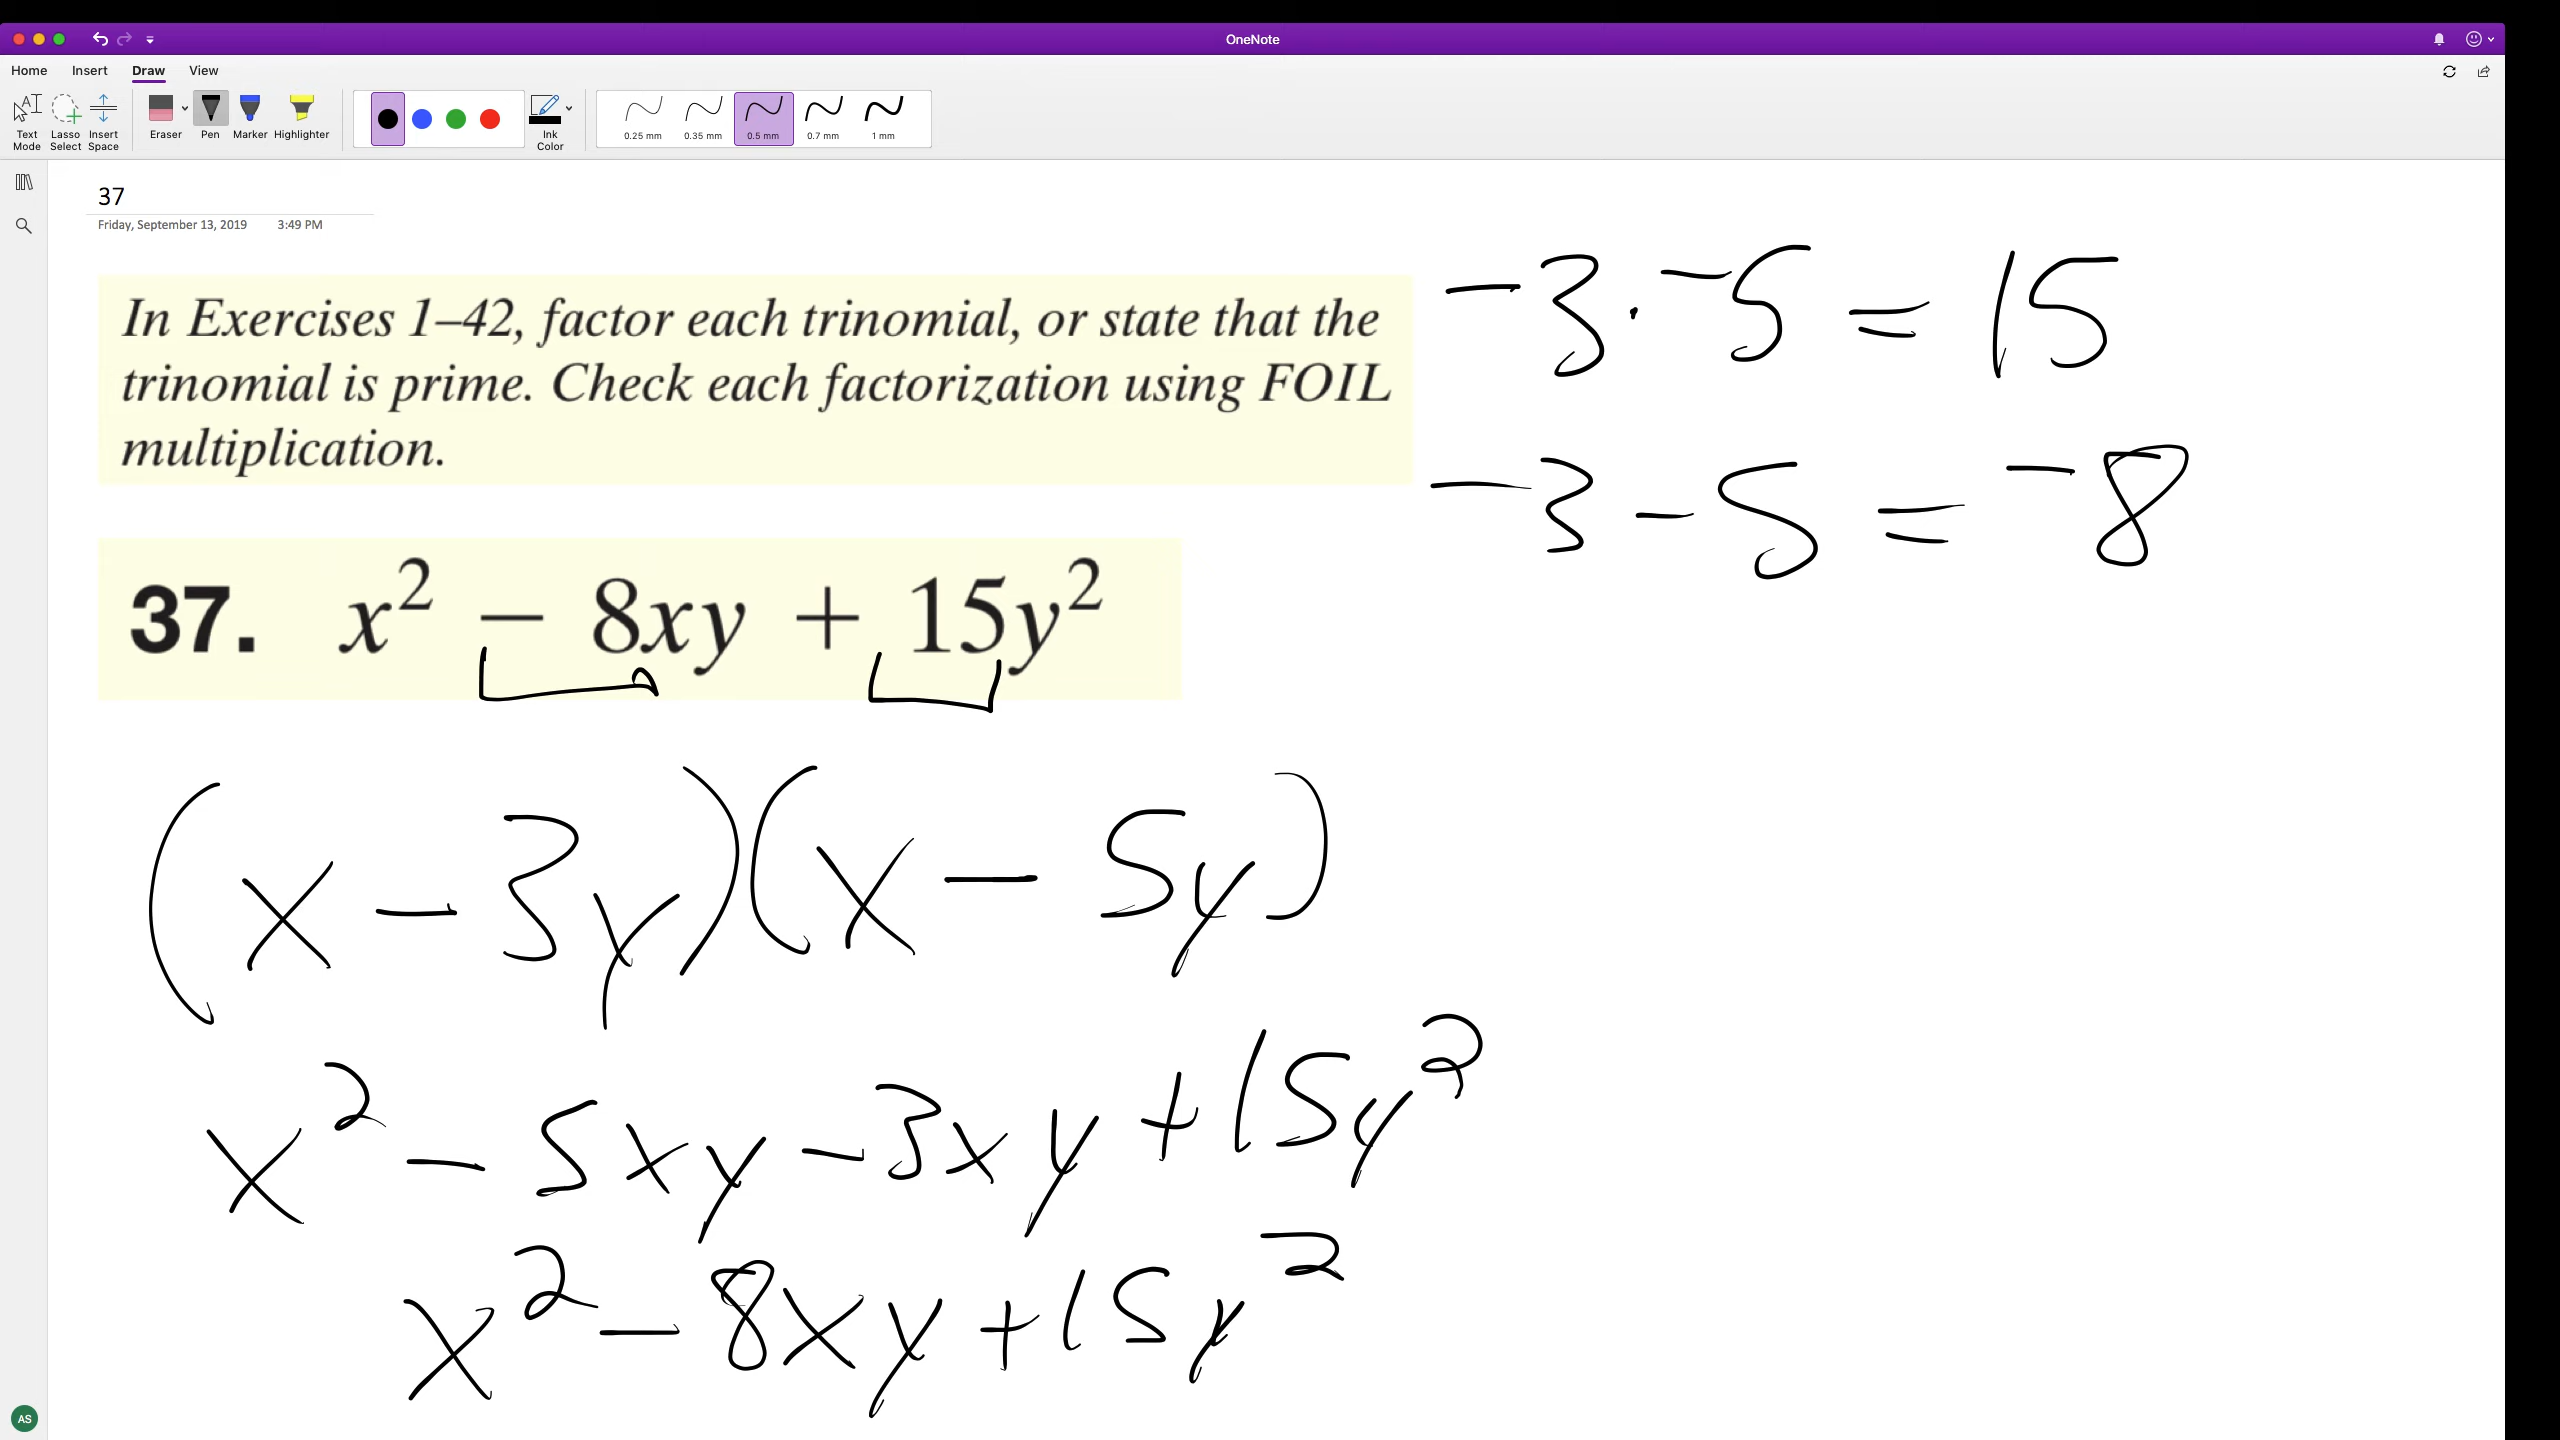 OneNote
Home Insert Draw View
Text Mode Lasso Select Insert Space Eraser Pen Marker Highlighter Ink Color 0.25 mm 0.35 mm 0.5 mm 0.7 mm 1 mm
37
Friday, September 13, 2019 3:49 PM
In Exercises 1–42, factor each trinomial, or state that the
trinomial is prime. Check each factorization using FOIL
multiplication.
-3 · -5 = 15
-3 - 5 = -8
37. x² − 8xy + 15y²
(x - 3y)(x - 5y)
x² - 5xy - 3xy + 15y²
x² - 8xy + 15y²
AS